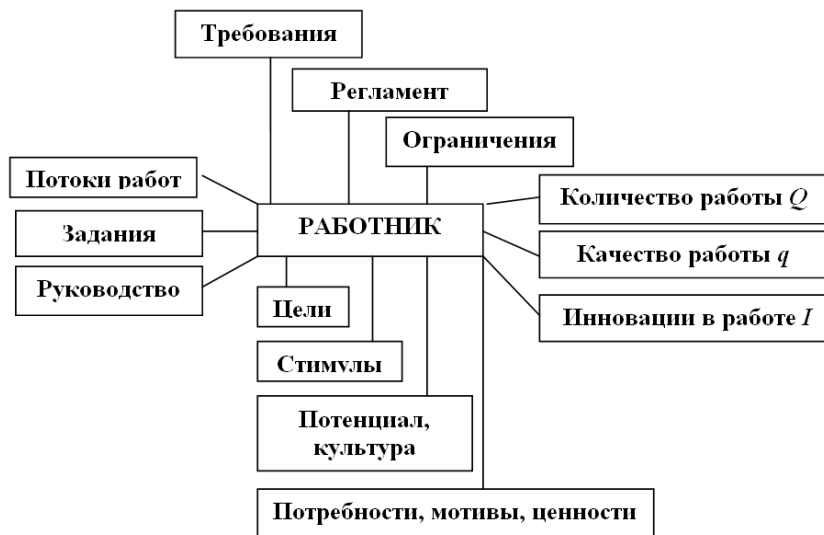 Требования
Регламент
Ограничения
Потоки работ
Задания
Руководство
РАБОТНИК
Количество работы Q
Качество работы q
Инновации в работе I
Цели
Стимулы
Потенциал,
культура
Потребности, мотивы, ценности